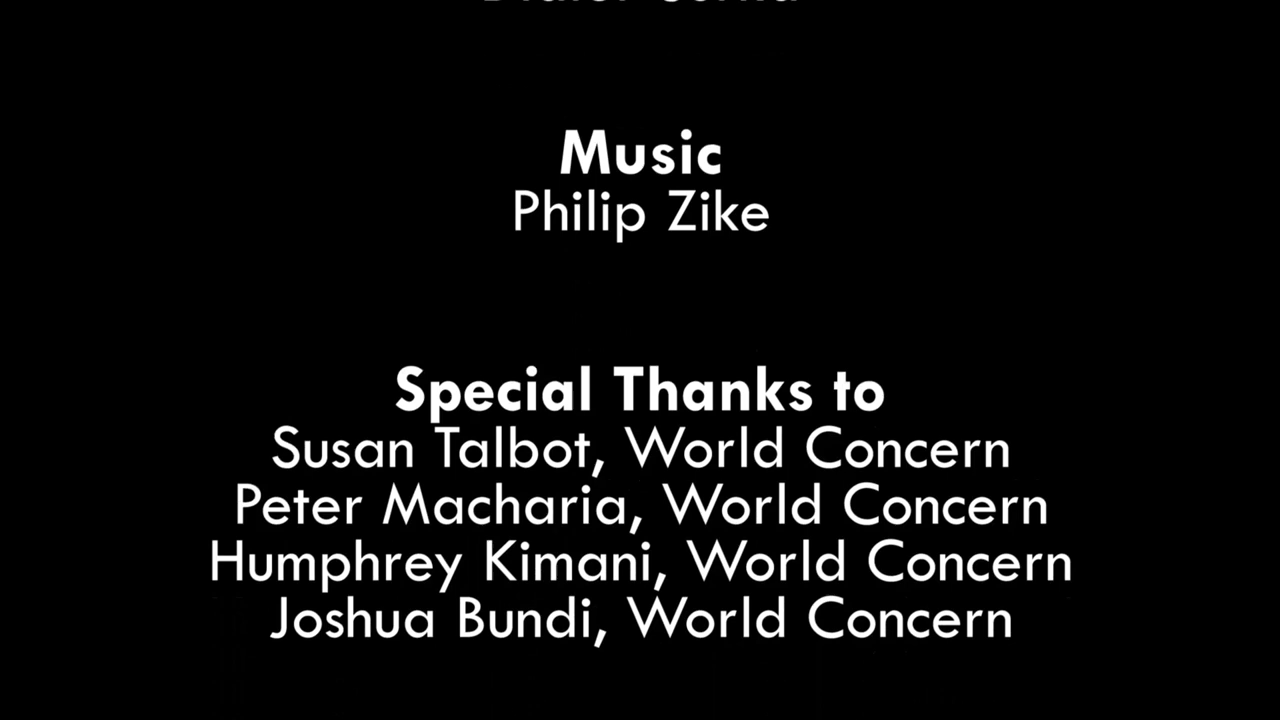 Music
Philip Zike
Special Thanks to
Susan Talbot, World Concern
Peter Macharia, World Concern
Humphrey Kimani, World Concern
Joshua Bundi, World Concern